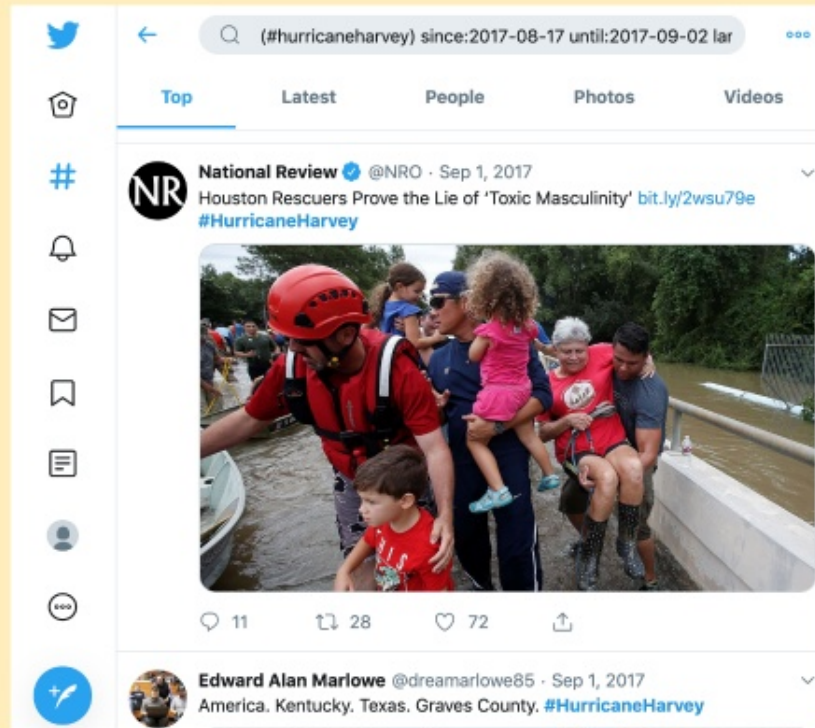 (#hurricaneharvey) since:2017-08-17 until:2017-09-02 lar
Top Latest People Photos Videos
NR
National Review @NRO · Sep 1, 2017
Houston Rescuers Prove the Lie of 'Toxic Masculinity' bit.ly/2wsu79e
#HurricaneHarvey
THIS
11 28 72
Edward Alan Marlowe @dreamarlowe85 · Sep 1, 2017
America. Kentucky. Texas. Graves County. #HurricaneHarvey